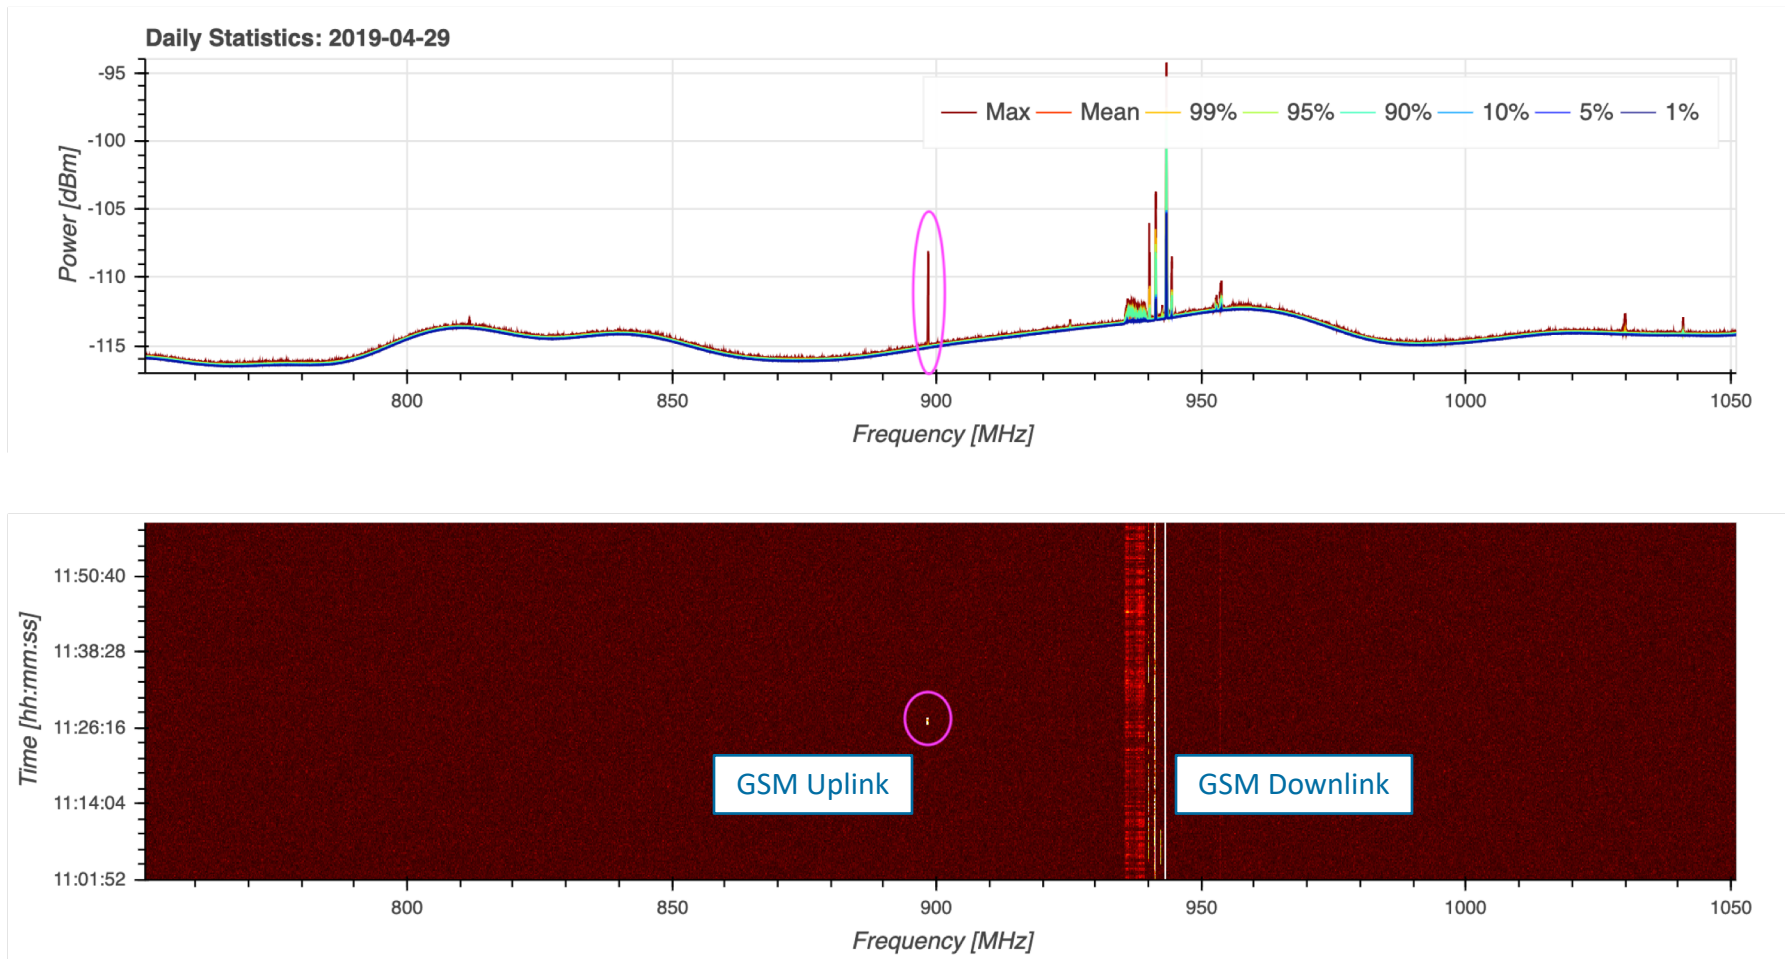 Daily Statistics: 2019-04-29
Power [dBm]
-95
-100
-105
-110
-115
Max Mean 99% 95% 90% 10% 5% 1%
800 850 900 950 1000 1050
Frequency [MHz]
Time [hh:mm:ss]
11:50:40
11:38:28
11:26:16
11:14:04
11:01:52
GSM Uplink
GSM Downlink
800 850 900 950 1000 1050
Frequency [MHz]